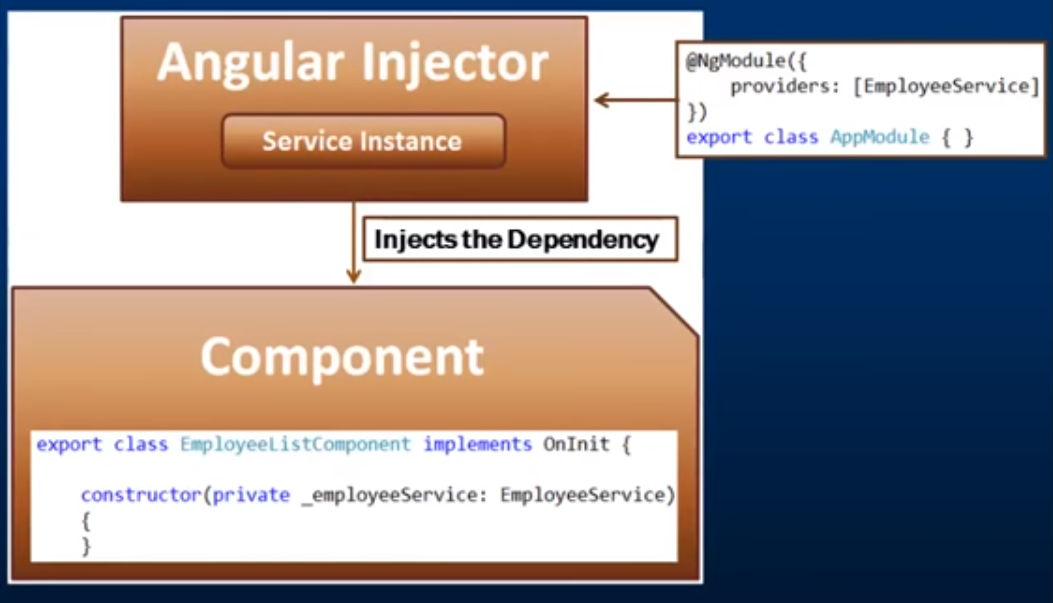 Angular Injector
Service Instance
@NgModule({
    providers: [EmployeeService]
})
export class AppModule { }
Injects the Dependency
Component
export class EmployeeListComponent implements OnInit {
    constructor(private _employeeService: EmployeeService)
    {
    }